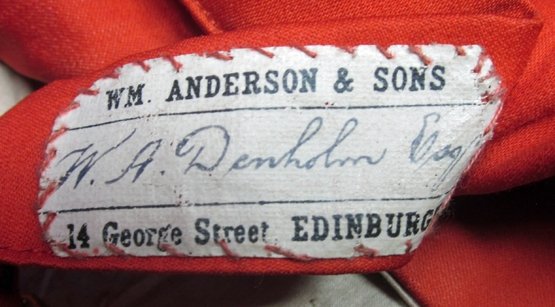 WM. ANDERSON & SONS
W. A. Denholm Esq
14 George Street EDINBURG